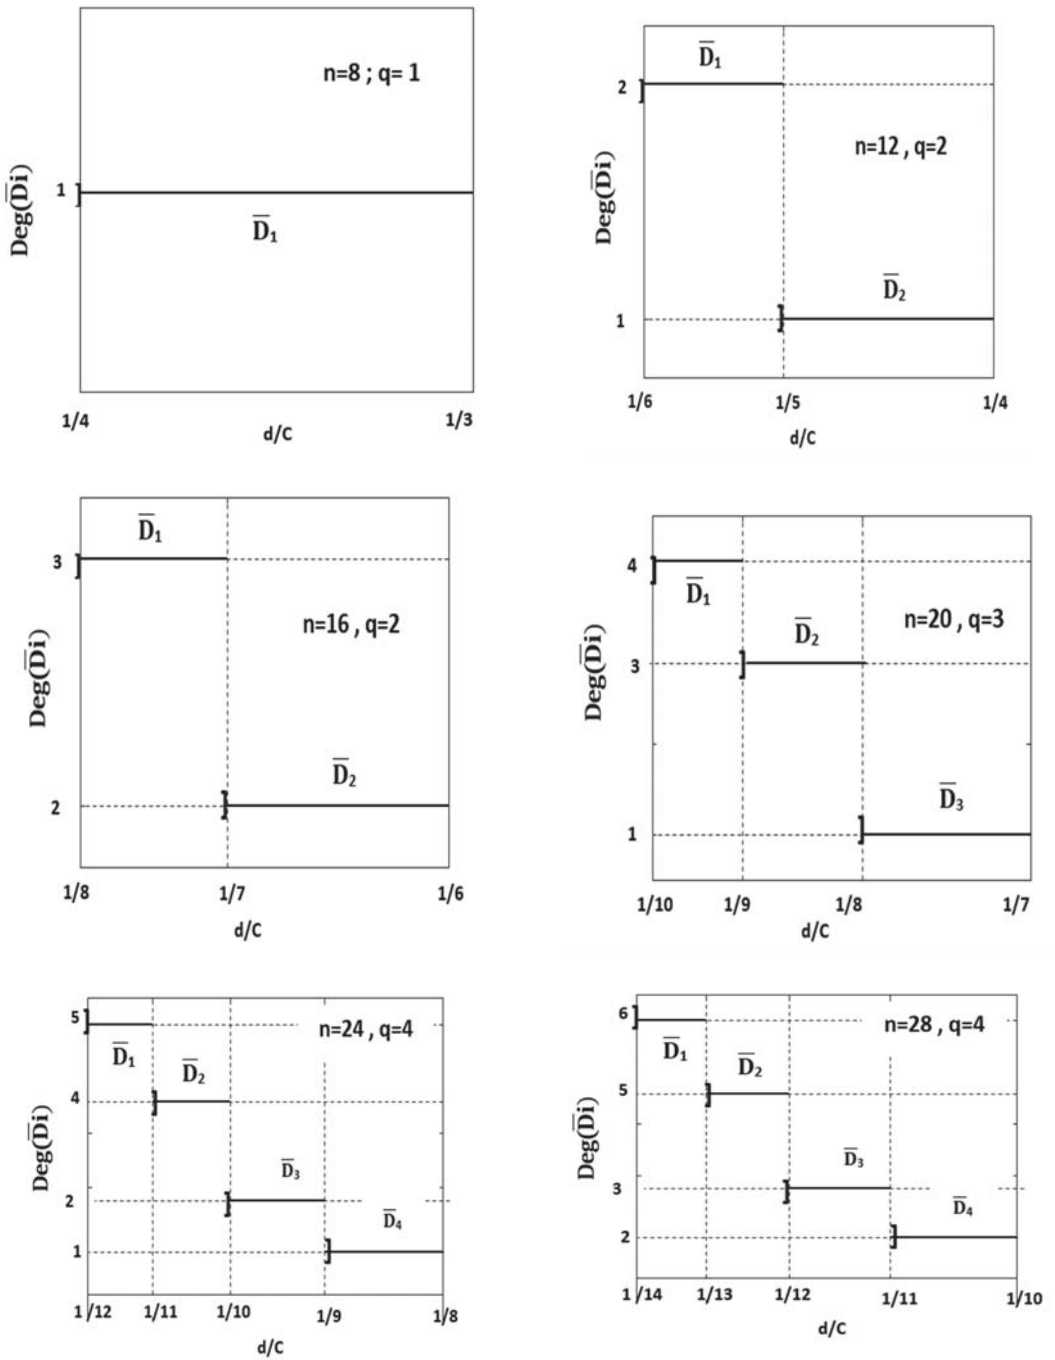 n=8 ; q= 1
Deg(D̅i)
1
D̅1
1/4
1/3
d/C
D̅1
2
n=12 , q=2
Deg(D̅i)
D̅2
1
1/6
1/5
1/4
d/C
D̅1
3
n=16 , q=2
Deg(D̅i)
D̅2
2
1/8
1/7
1/6
d/C
4
D̅1
n=20 , q=3
D̅2
3
Deg(D̅i)
D̅3
1
1/10
1/9
1/8
1/7
d/C
5
n=24 , q=4
D̅1
D̅2
4
Deg(D̅i)
D̅3
2
D̅4
1
1 /12
1/11
1/10
1/9
1/8
d/C
6
n=28 , q=4
D̅1
D̅2
5
Deg(D̅i)
D̅3
3
D̅4
2
1 /14
1/13
1/12
1/11
1/10
d/C